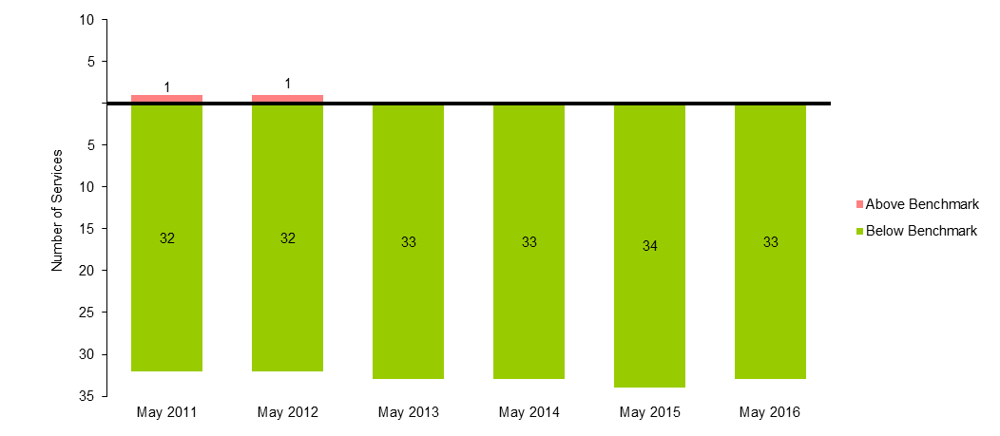 10
5
1
1
5
10
15
20
25
30
35
Number of Services
32
32
33
33
34
33
May 2011
May 2012
May 2013
May 2014
May 2015
May 2016
Above Benchmark
Below Benchmark